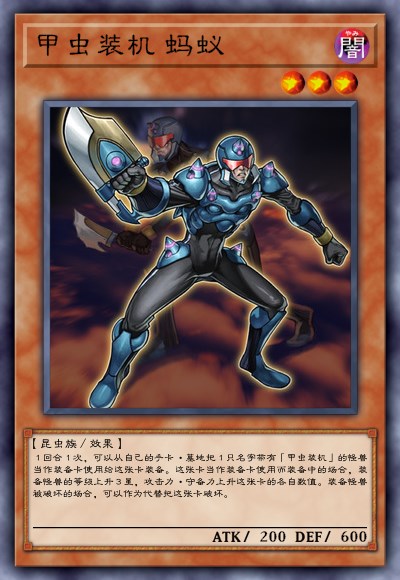 甲虫装机 蚂蚁
やみ
闇
【昆虫族／效果】
1回合1次，可以从自己的手卡·墓地把1只名字带有「甲虫装机」的怪兽
当作装备卡使用给这张卡装备。这张卡当作装备卡使用而装备中的场合，装
备怪兽的等级上升3星，攻击力·守备力上升这张卡的各自数值。装备怪兽
被破坏的场合，可以作为代替把这张卡破坏。
ATK/ 200 DEF/ 600